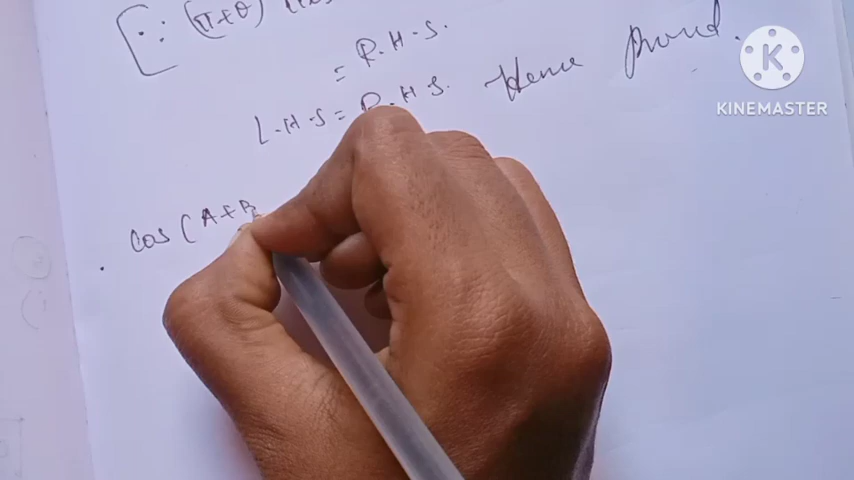 [∵ (π+θ)
= R.H.S.
L.H.S = R.H.S. Hence Proved.
cos (A+B
KINEMASTER